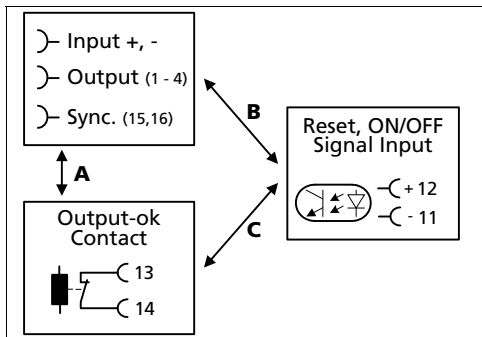 Input +, -
Output (1 - 4)
Sync. (15,16)
A
B
C
Output-ok
Contact
13
14
Reset, ON/OFF
Signal Input
+ 12
- 11